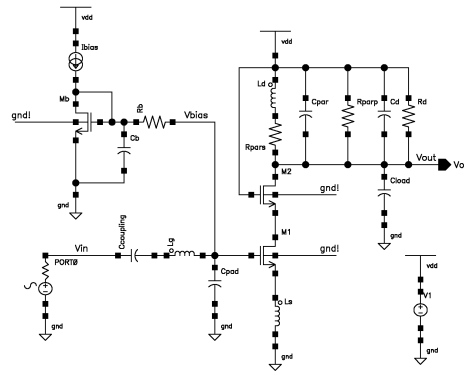 vdd
vdd
Ibias
Ld
Cpar
Rparp
Cd
Rd
Mb
gnd!
Rb
Vbias
Cb
Rpars
Vout
Vo
M2
gnd!
Cload
gnd
M1
gnd
Vin
Ccoupling
Lg
gnd!
PORT0
Cpad
vdd
Ls
V1
gnd
gnd
gnd
gnd